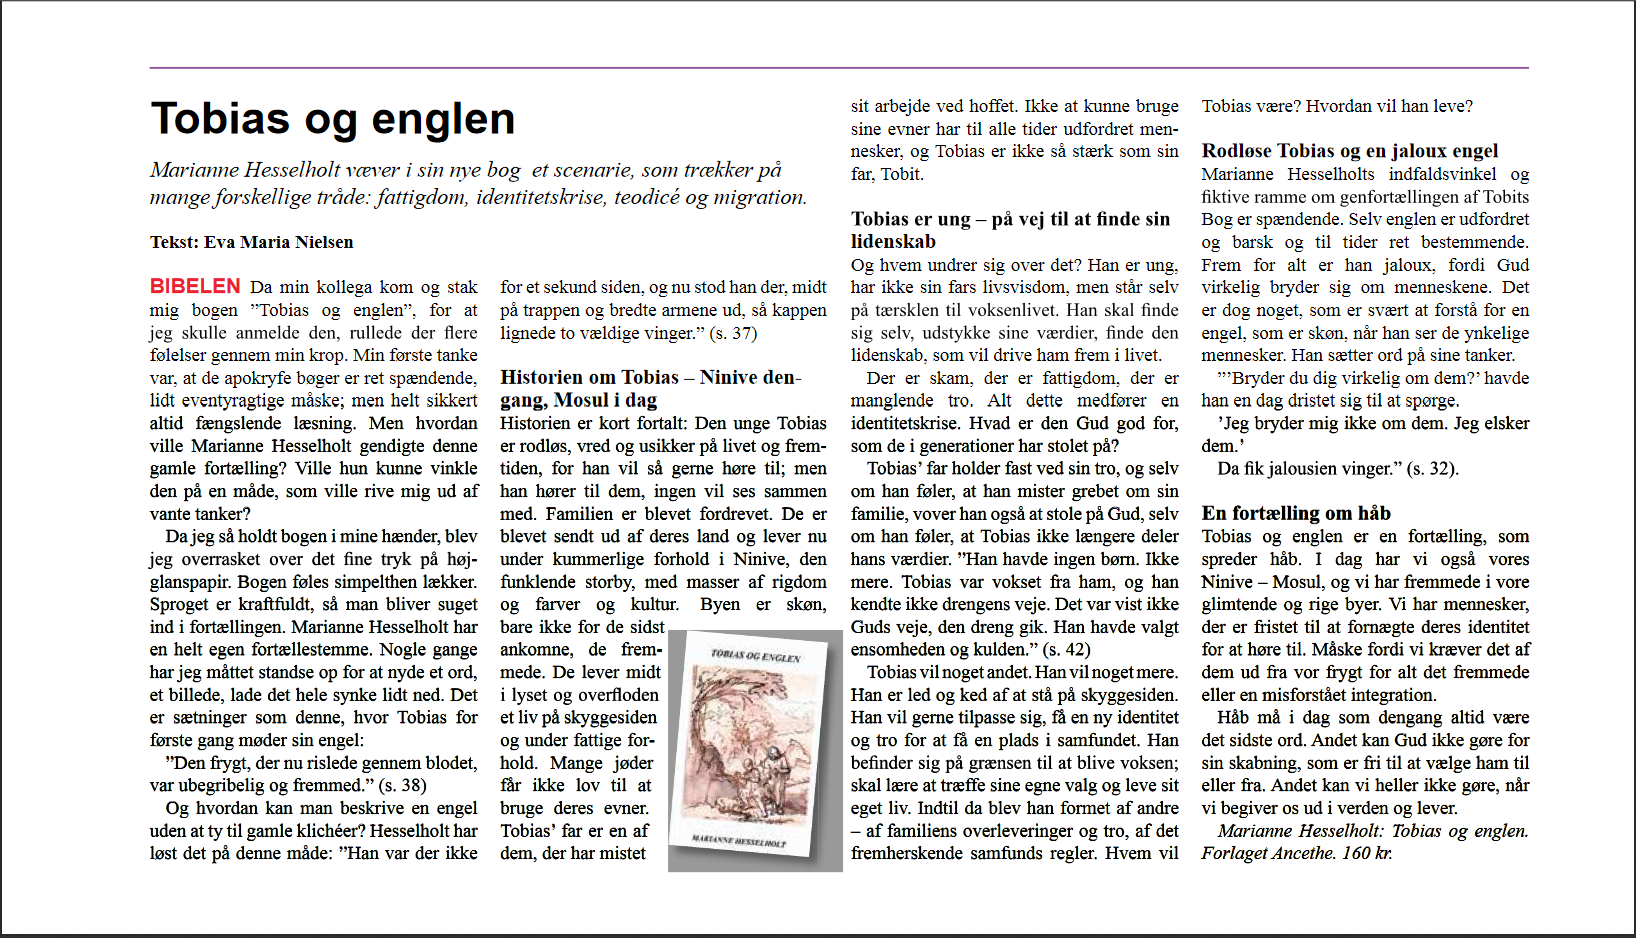 Tobias og englen
Marianne Hesselholt væver i sin nye bog et scenarie, som trækker på
mange forskellige tråde: fattigdom, identitetskrise, teodicé og migration.
Tekst: Eva Maria Nielsen
BIBELEN Da min kollega kom og stak
mig bogen ”Tobias og englen”, for at
jeg skulle anmelde den, rullede der flere
følelser gennem min krop. Min første tanke
var, at de apokryfe bøger er ret spændende,
lidt eventyragtige måske; men helt sikkert
altid fængslende læsning. Men hvordan
ville Marianne Hesselholt gendigte denne
gamle fortælling? Ville hun kunne vinkle
den på en måde, som ville rive mig ud af
vante tanker?
Da jeg så holdt bogen i mine hænder, blev
jeg overrasket over det fine tryk på høj-
glanspapir. Bogen føles simpelthen lækker.
Sproget er kraftfuldt, så man bliver suget
ind i fortællingen. Marianne Hesselholt har
en helt egen fortællestemme. Nogle gange
har jeg måttet standse op for at nyde et ord,
et billede, lade det hele synke lidt ned. Det
er sætninger som denne, hvor Tobias for
første gang møder sin engel:
”Den frygt, der nu rislede gennem blodet,
var ubegribelig og fremmed.” (s. 38)
Og hvordan kan man beskrive en engel
uden at ty til gamle klichéer? Hesselholt har
løst det på denne måde: ”Han var der ikke
for et sekund siden, og nu stod han der, midt
på trappen og bredte armene ud, så kappen
lignede to vældige vinger.” (s. 37)
Historien om Tobias – Ninive den-
gang, Mosul i dag
Historien er kort fortalt: Den unge Tobias
er rodløs, vred og usikker på livet og frem-
tiden, for han vil så gerne høre til; men
han hører til dem, ingen vil ses sammen
med. Familien er blevet fordrevet. De er
blevet sendt ud af deres land og lever nu
under kummerlige forhold i Ninive, den
funklende storby, med masser af rigdom
og farver og kultur. Byen er skøn,
bare ikke for de sidst
ankomne, de frem-
mede. De lever midt
i lyset og overfloden
et liv på skyggesiden
og under fattige for-
hold. Mange jøder
får ikke lov til at
bruge deres evner.
Tobias’ far er en af
dem, der har mistet
TOBIAS OG ENGLEN
MARIANNE HESSELHOLT
sit arbejde ved hoffet. Ikke at kunne bruge
sine evner har til alle tider udfordret men-
nesker, og Tobias er ikke så stærk som sin
far, Tobit.
Tobias er ung – på vej til at finde sin
lidenskab
Og hvem undrer sig over det? Han er ung,
har ikke sin fars livsvisdom, men står selv
på tærsklen til voksenlivet. Han skal finde
sig selv, udstykke sine værdier, finde den
lidenskab, som vil drive ham frem i livet.
Der er skam, der er fattigdom, der er
manglende tro. Alt dette medfører en
identitetskrise. Hvad er den Gud god for,
som de i generationer har stolet på?
Tobias’ far holder fast ved sin tro, og selv
om han føler, at han mister grebet om sin
familie, vover han også at stole på Gud, selv
om han føler, at Tobias ikke længere deler
hans værdier. ”Han havde ingen børn. Ikke
mere. Tobias var vokset fra ham, og han
kendte ikke drengens veje. Det var vist ikke
Guds veje, den dreng gik. Han havde valgt
ensomheden og kulden.” (s. 42)
Tobias vil noget andet. Han vil noget mere.
Han er led og ked af at stå på skyggesiden.
Han vil gerne tilpasse sig, få en ny identitet
og tro for at få en plads i samfundet. Han
befinder sig på grænsen til at blive voksen;
skal lære at træffe sine egne valg og leve sit
eget liv. Indtil da blev han formet af andre
– af familiens overleveringer og tro, af det
fremherskende samfunds regler. Hvem vil
Tobias være? Hvordan vil han leve?
Rodløse Tobias og en jaloux engel
Marianne Hesselholts indfaldsvinkel og
fiktive ramme om genfortællingen af Tobits
Bog er spændende. Selv englen er udfordret
og barsk og til tider ret bestemmende.
Frem for alt er han jaloux, fordi Gud
virkelig bryder sig om menneskene. Det
er dog noget, som er svært at forstå for en
engel, som er skøn, når han ser de ynkelige
mennesker. Han sætter ord på sine tanker.
”’Bryder du dig virkelig om dem?’ havde
han en dag dristet sig til at spørge.
’Jeg bryder mig ikke om dem. Jeg elsker
dem.’
Da fik jalousien vinger.” (s. 32).
En fortælling om håb
Tobias og englen er en fortælling, som
spreder håb. I dag har vi også vores
Ninive – Mosul, og vi har fremmede i vore
glimtende og rige byer. Vi har mennesker,
der er fristet til at fornægte deres identitet
for at høre til. Måske fordi vi kræver det af
dem ud fra vor frygt for alt det fremmede
eller en misforstået integration.
Håb må i dag som dengang altid være
det sidste ord. Andet kan Gud ikke gøre for
sin skabning, som er fri til at vælge ham til
eller fra. Andet kan vi heller ikke gøre, når
vi begiver os ud i verden og lever.
Marianne Hesselholt: Tobias og englen.
Forlaget Ancethe. 160 kr.